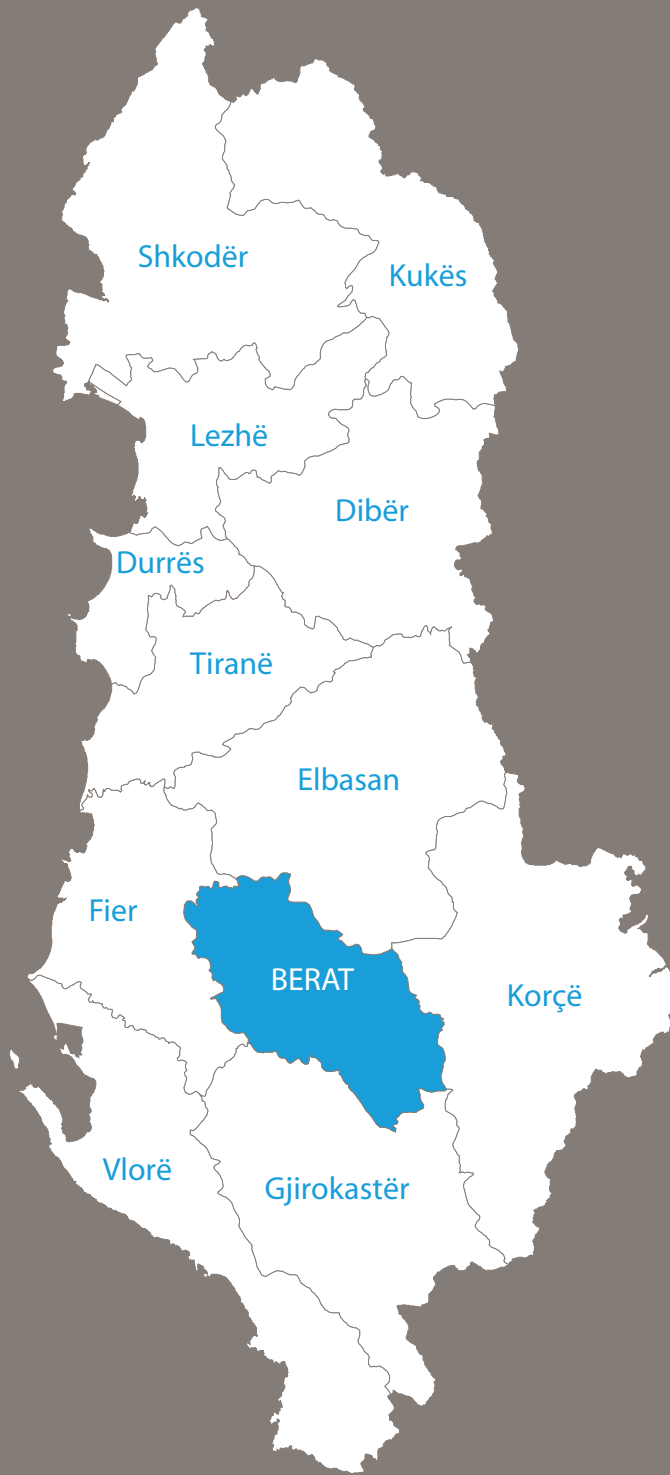 Shkodër
Kukës
Lezhë
Dibër
Durrës
Tiranë
Elbasan
Fier
BERAT
Korçë
Vlorë
Gjirokastër